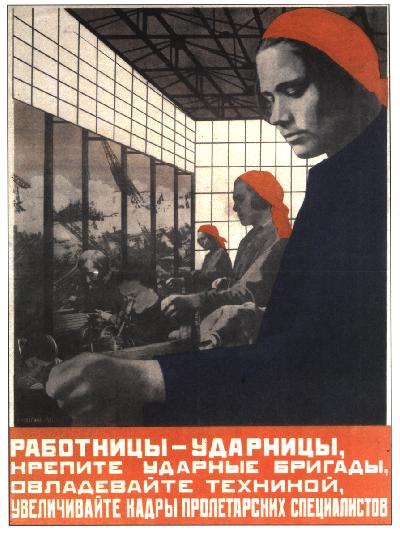 РАБОТНИЦЫ–УДАРНИЦЫ,
КРЕПИТЕ УДАРНЫЕ БРИГАДЫ,
ОВЛАДЕВАЙТЕ ТЕХНИКОЙ,
УВЕЛИЧИВАЙТЕ КАДРЫ ПРОЛЕТАРСКИХ СПЕЦИАЛИСТОВ